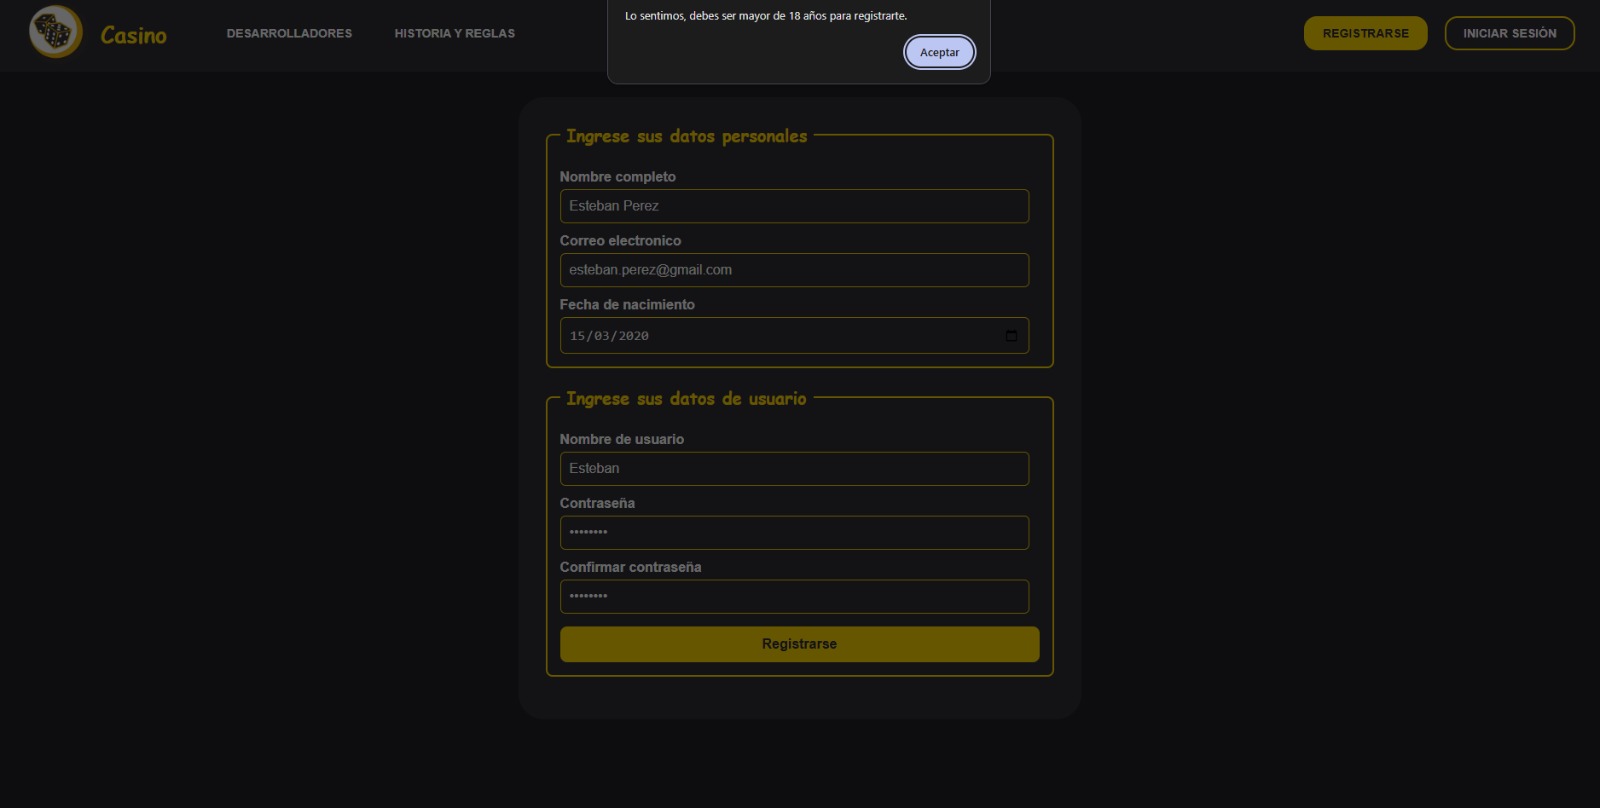 Lo sentimos, debes ser mayor de 18 años para registrarte.
Aceptar
Casino
DESARROLLADORES
HISTORIA Y REGLAS
REGISTRARSE
INICIAR SESIÓN
Ingrese sus datos personales
Nombre completo
Esteban Perez
Correo electronico
esteban.perez@gmail.com
Fecha de nacimiento
15/03/2020
Ingrese sus datos de usuario
Nombre de usuario
Esteban
Contraseña
••••••••
Confirmar contraseña
••••••••
Registrarse